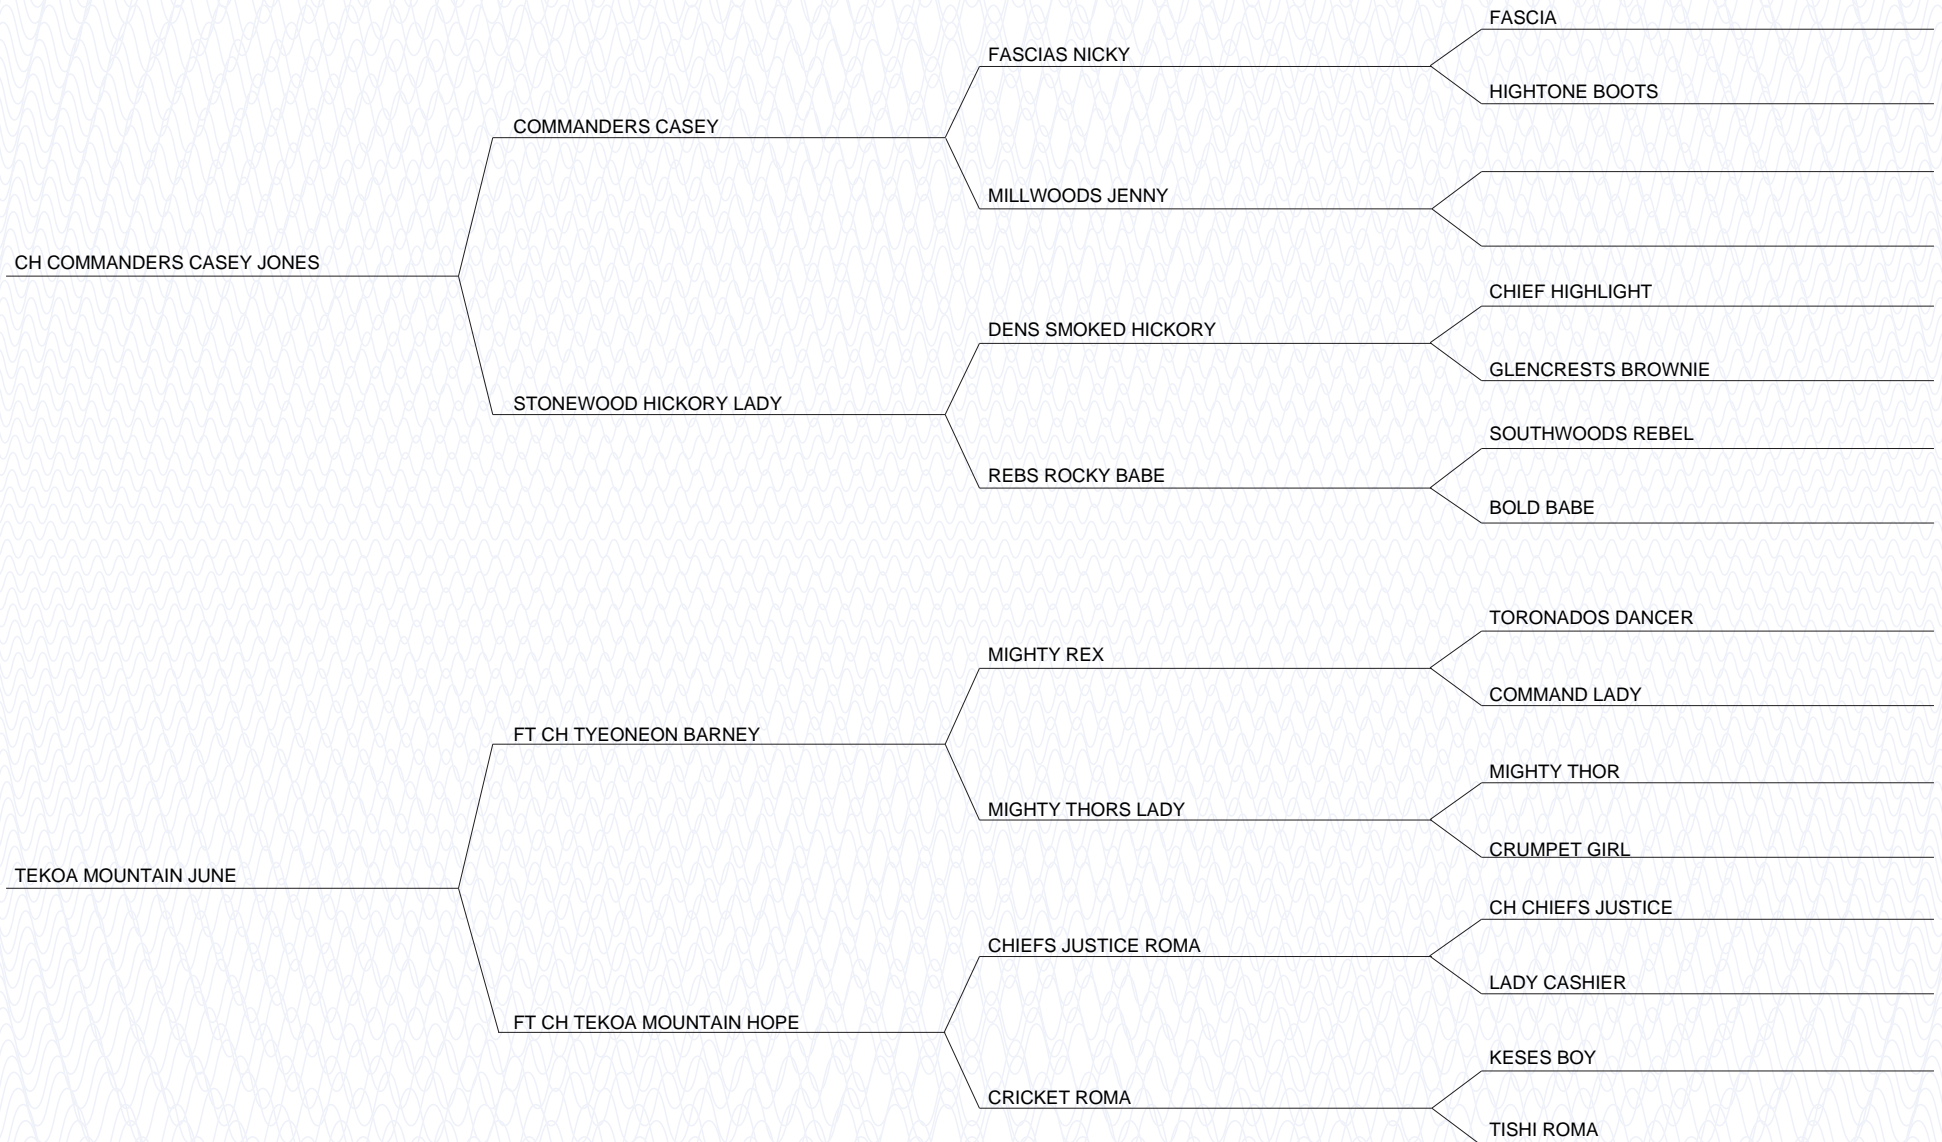 FASCIA
FASCIAS NICKY
HIGHTONE BOOTS
COMMANDERS CASEY
MILLWOODS JENNY
CH COMMANDERS CASEY JONES
CHIEF HIGHLIGHT
DENS SMOKED HICKORY
GLENCRESTS BROWNIE
STONEWOOD HICKORY LADY
SOUTHWOODS REBEL
REBS ROCKY BABE
BOLD BABE
TORONADOS DANCER
MIGHTY REX
COMMAND LADY
FT CH TYEONEON BARNEY
MIGHTY THOR
MIGHTY THORS LADY
CRUMPET GIRL
TEKOA MOUNTAIN JUNE
CH CHIEFS JUSTICE
CHIEFS JUSTICE ROMA
LADY CASHIER
FT CH TEKOA MOUNTAIN HOPE
KESES BOY
CRICKET ROMA
TISHI ROMA